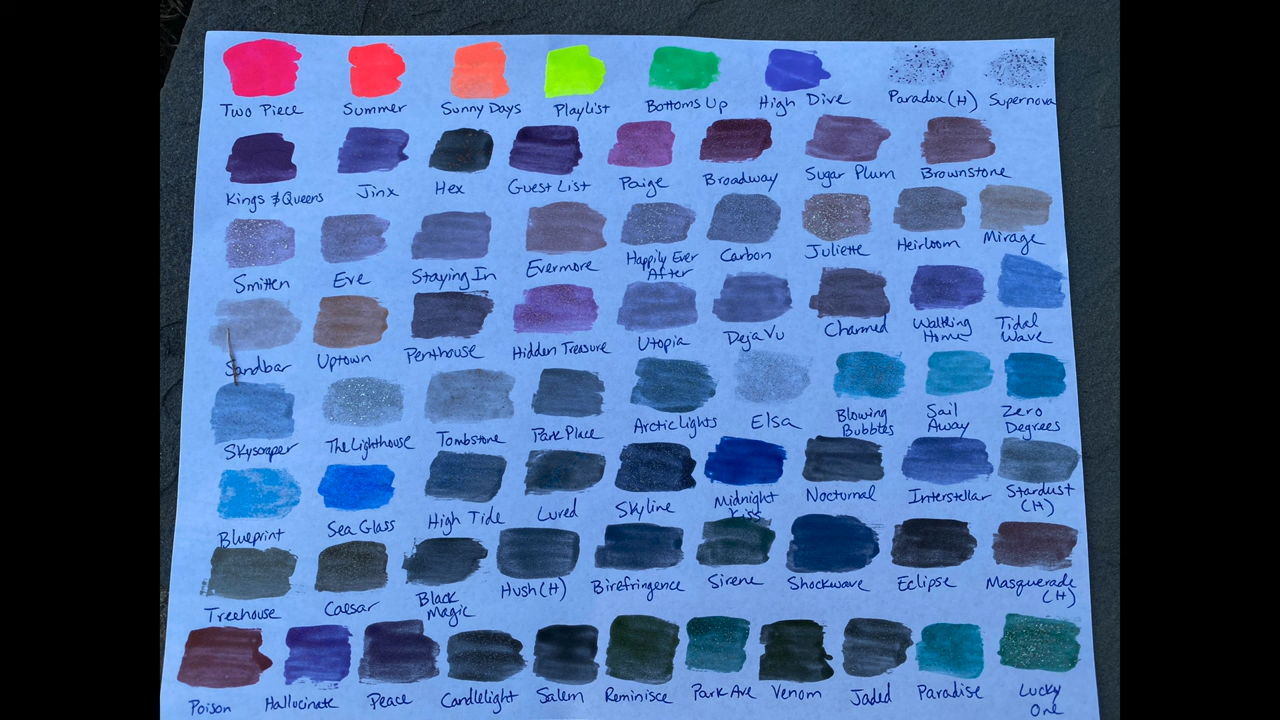 Two Piece Summer Sunny Days Playlist Bottoms Up High Dive Paradox (H) Supernova
Kings & Queens Jinx Hex Guest List Paige Broadway Sugar Plum Brownstone
Smitten Eve Staying In Evermore Happily Ever After Carbon Juliette Heirloom Mirage
Sandbar Uptown Penthouse Hidden Treasure Utopia Deja Vu Charmed Walking Home Tidal Wave
Skyscraper The Lighthouse Tombstone Park Place Arctic Lights Elsa Blowing Bubbles Sail Away Zero Degrees
Blueprint Sea Glass High Tide Lured Skyline Midnight Kiss Nocturnal Interstellar Stardust (H)
Treehouse Caesar Black Magic Hush (H) Birefringence Sirene Shockwave Eclipse Masquerade (H)
Poison Hallucinate Peace Candlelight Salem Reminisce Park Ave Venom Jaded Paradise Lucky One